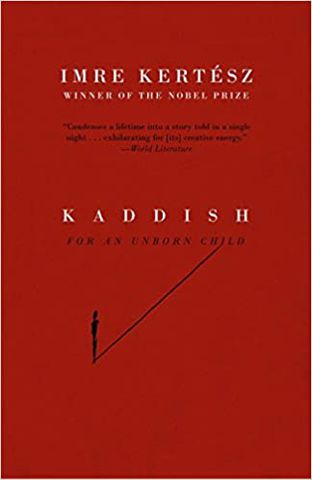 IMRE KERTÉSZ
WINNER OF THE NOBEL PRIZE
“Condenses a lifetime into a story told in a single
night . . . exhilarating for [its] creative energy.”
—World Literature
KADDISH
FOR AN UNBORN CHILD